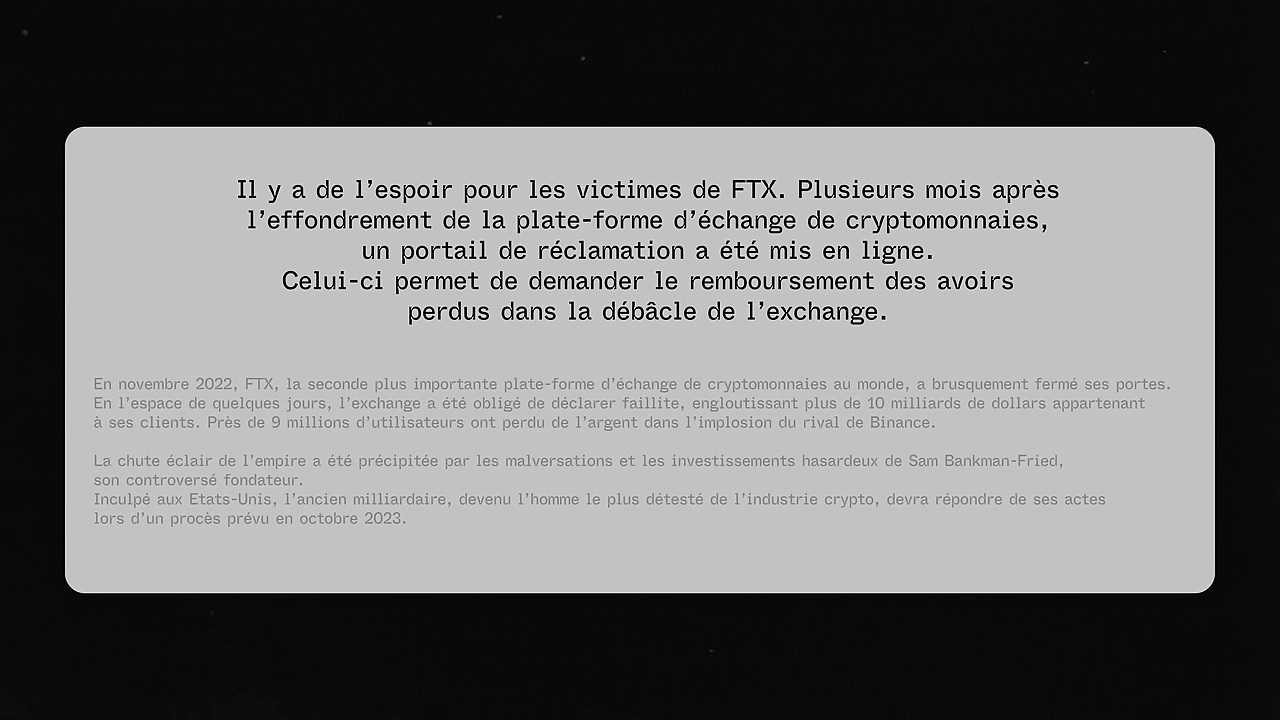 Il y a de l’espoir pour les victimes de FTX. Plusieurs mois après
l’effondrement de la plate-forme d’échange de cryptomonnaies,
un portail de réclamation a été mis en ligne.
Celui-ci permet de demander le remboursement des avoirs
perdus dans la débâcle de l’exchange.
En novembre 2022, FTX, la seconde plus importante plate-forme d’échange de cryptomonnaies au monde, a brusquement fermé ses portes.
En l’espace de quelques jours, l’exchange a été obligé de déclarer faillite, engloutissant plus de 10 milliards de dollars appartenant
à ses clients. Près de 9 millions d’utilisateurs ont perdu de l’argent dans l’implosion du rival de Binance.
La chute éclair de l’empire a été précipitée par les malversations et les investissements hasardeux de Sam Bankman-Fried,
son controversé fondateur.
Inculpé aux Etats-Unis, l’ancien milliardaire, devenu l’homme le plus détesté de l’industrie crypto, devra répondre de ses actes
lors d’un procès prévu en octobre 2023.